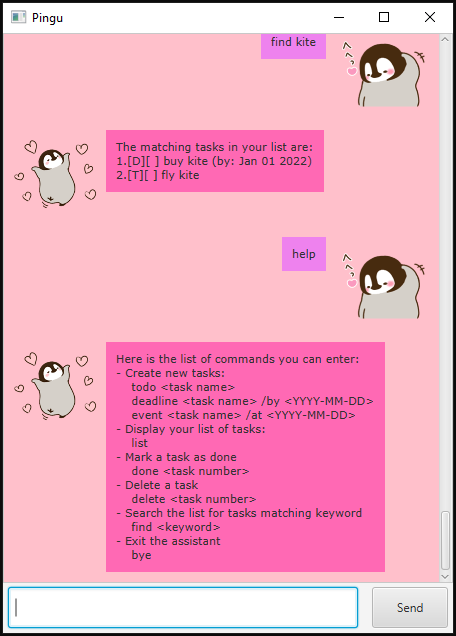 Pingu
find kite
The matching tasks in your list are:
1.[D][ ] buy kite (by: Jan 01 2022)
2.[T][ ] fly kite
help
Here is the list of commands you can enter:
- Create new tasks:
    todo <task name>
    deadline <task name> /by <YYYY-MM-DD>
    event <task name> /at <YYYY-MM-DD>
- Display your list of tasks:
    list
- Mark a task as done
    done <task number>
- Delete a task
    delete <task number>
- Search the list for tasks matching keyword
    find <keyword>
- Exit the assistant
    bye
Send